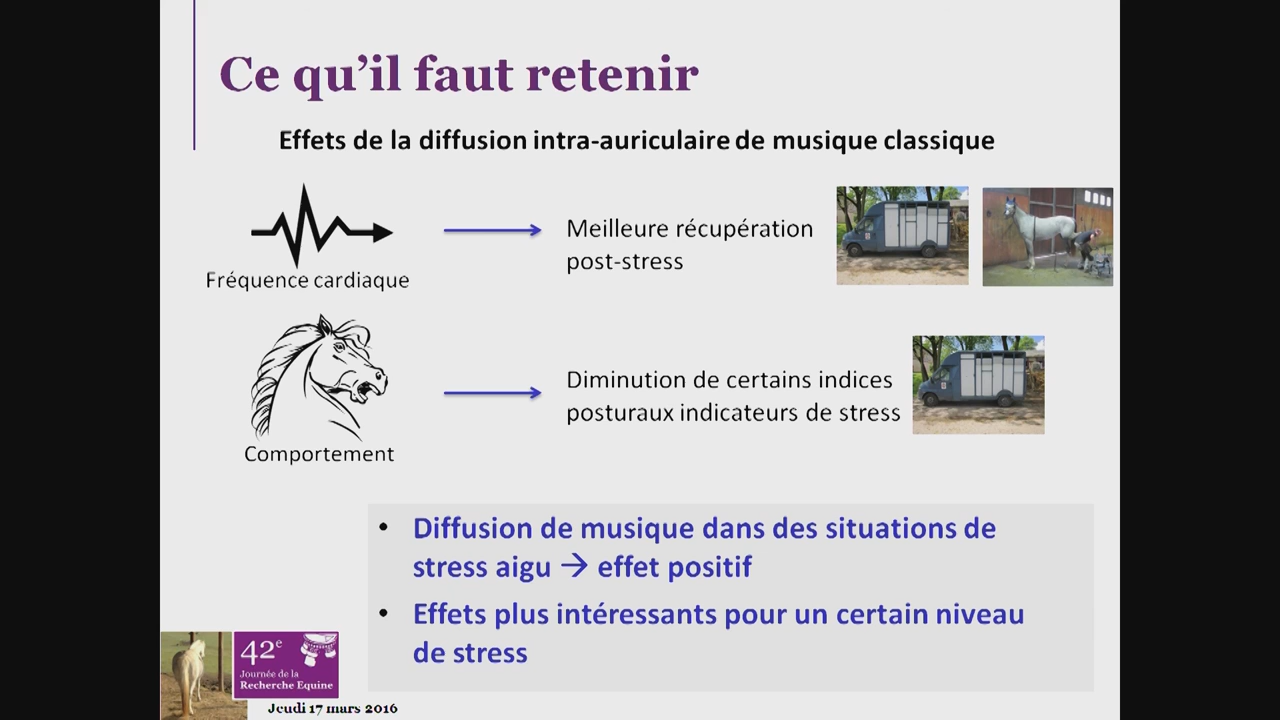 Ce qu'il faut retenir
Effets de la diffusion intra-auriculaire de musique classique
Fréquence cardiaque
Meilleure récupération
post-stress
Comportement
Diminution de certains indices
posturaux indicateurs de stress
• Diffusion de musique dans des situations de
stress aigu → effet positif
• Effets plus intéressants pour un certain niveau
de stress
42e
Journée de la
Recherche Equine
Jeudi 17 mars 2016